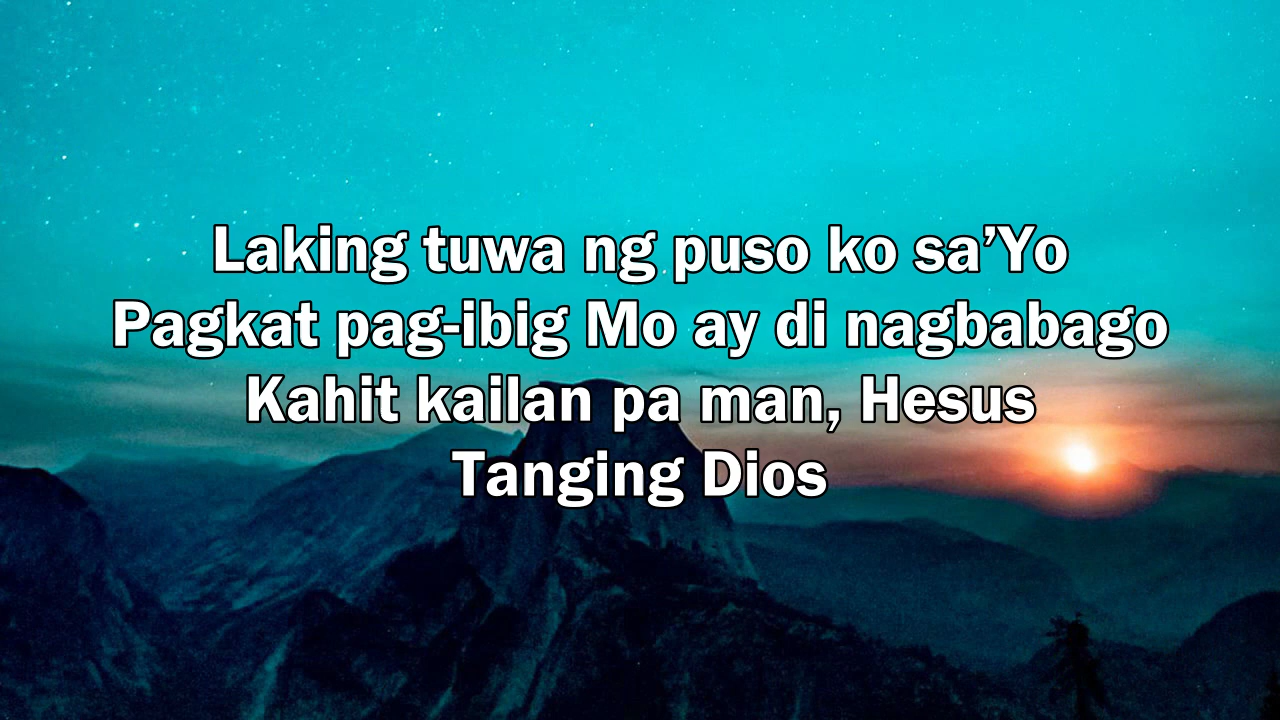 Laking tuwa ng puso ko sa’Yo
Pagkat pag-ibig Mo ay di nagbabago
Kahit kailan pa man, Hesus
Tanging Dios